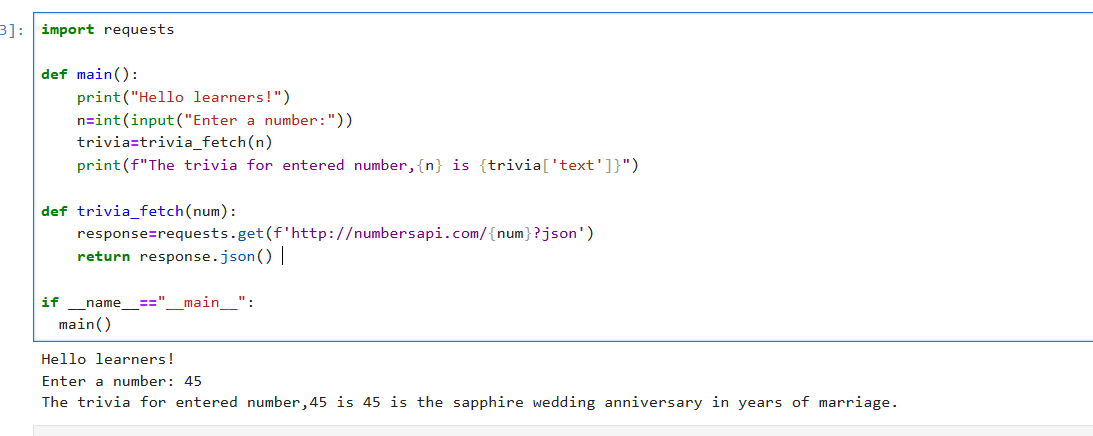 3]:
import requests
def main():
    print("Hello learners!")
    n=int(input("Enter a number:"))
    trivia=trivia_fetch(n)
    print(f"The trivia for entered number,{n} is {trivia['text']}")
def trivia_fetch(num):
    response=requests.get(f'http://numbersapi.com/{num}?json')
    return response.json()
if __name__=="__main__":
  main()
Hello learners!
Enter a number: 45
The trivia for entered number,45 is 45 is the sapphire wedding anniversary in years of marriage.